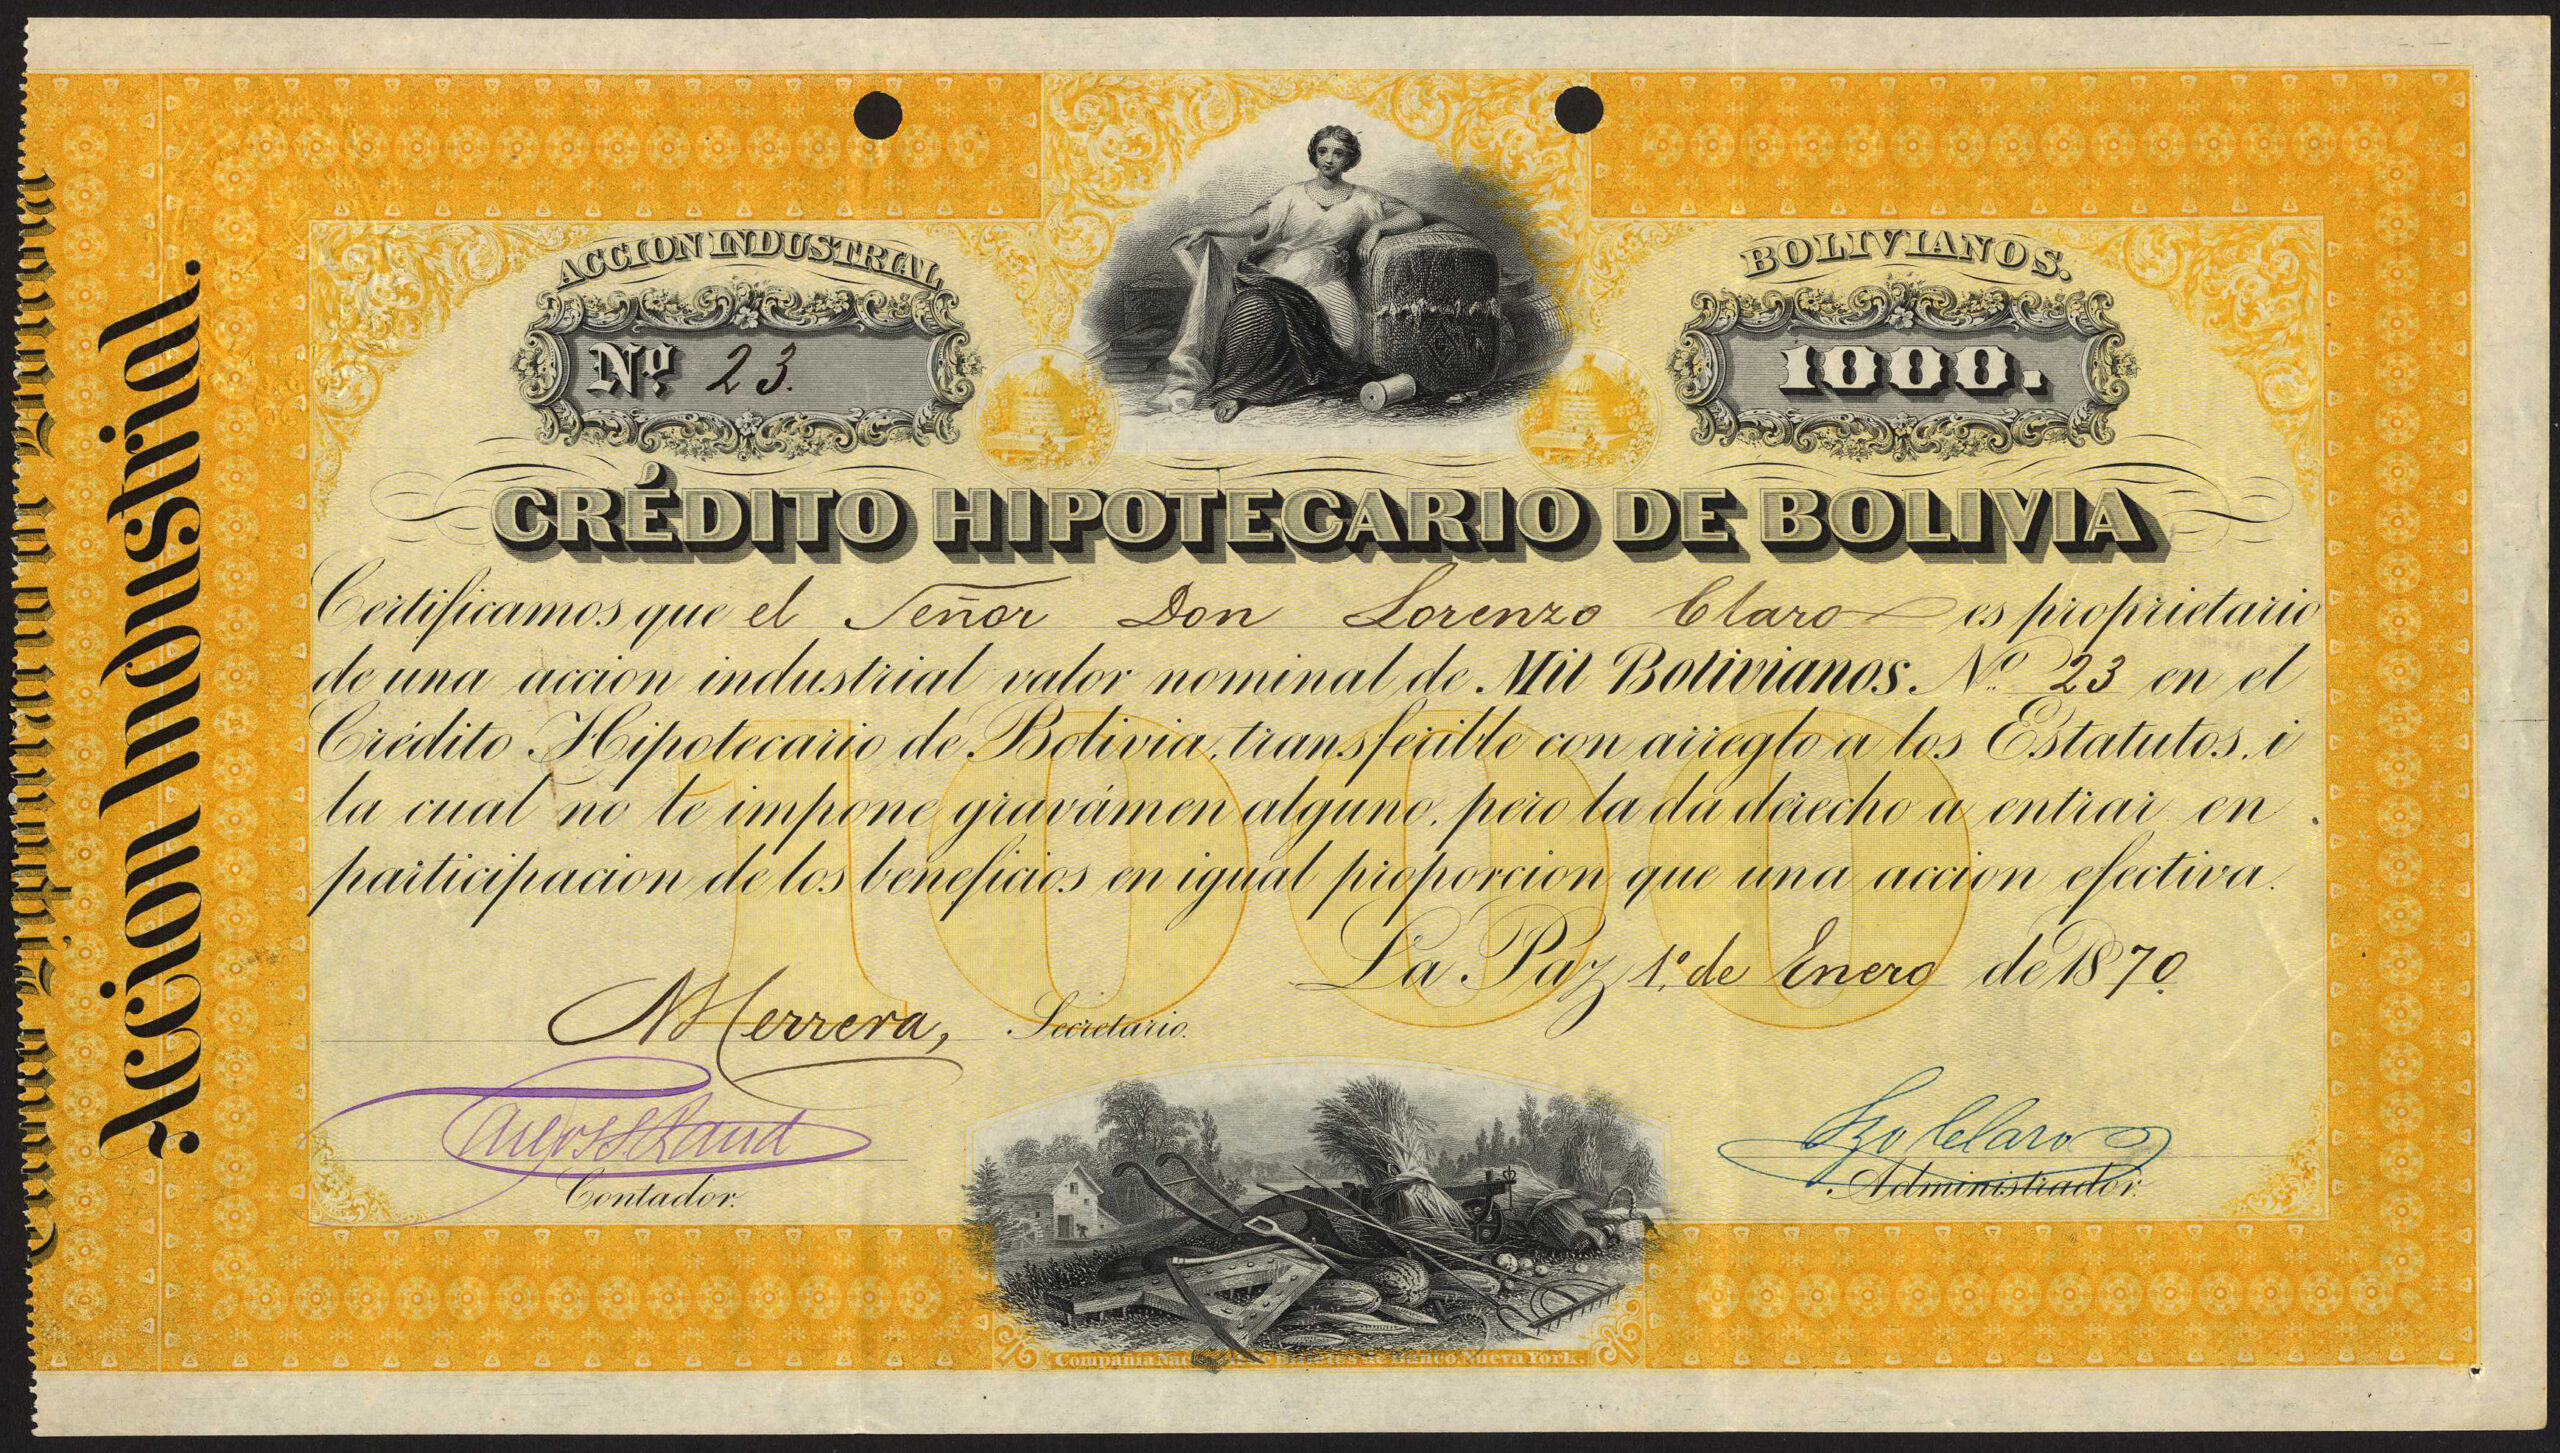 ACCION INDUSTRIAL
Nº 23.
BOLIVIANOS.
1000.
CRÉDITO HIPOTECARIO DE BOLIVIA
Certificamos que el Señor Don Lorenzo Claro es propietario
de una accion industrial valor nominal de Mil Bolivianos. Nº 23 en el
Crédito Hipotecario de Bolivia, transferible con arreglo a los Estatutos, i
la cual no le impone gravámen alguno, pero la da derecho a entrar en
participacion de los beneficios en igual proporcion que una accion efectiva.
1000
La Paz 1º de Enero de 1870.
NHerrera, Secretario.
Contador.
Lzo Claro
Administrador.
Accion Industrial.